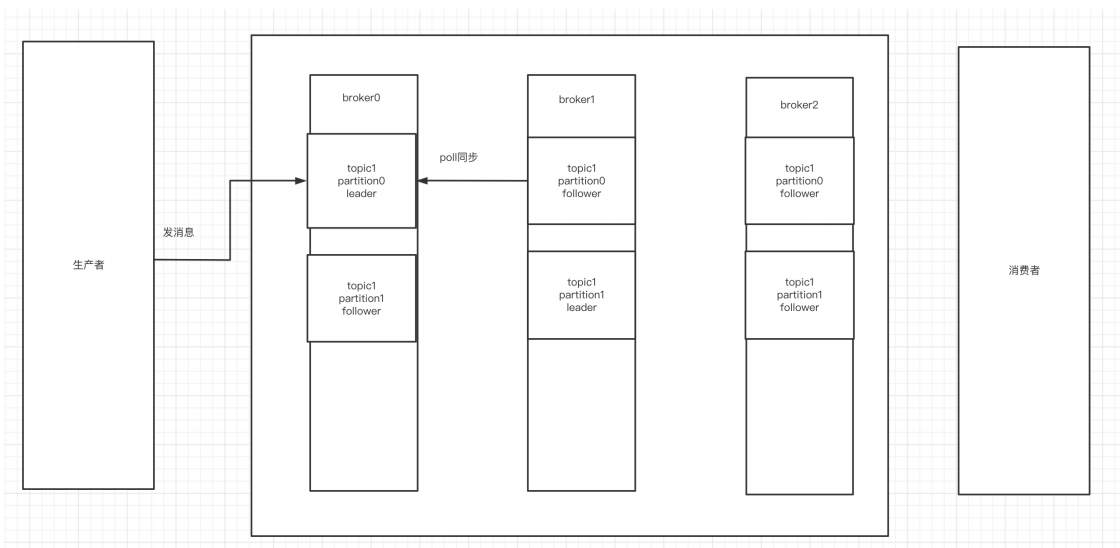 生产者
发消息
broker0
topic1
partition0
leader
topic1
partition1
follower
poll同步
broker1
topic1
partition0
follower
topic1
partition1
leader
broker2
topic1
partition0
follower
topic1
partition1
follower
消费者